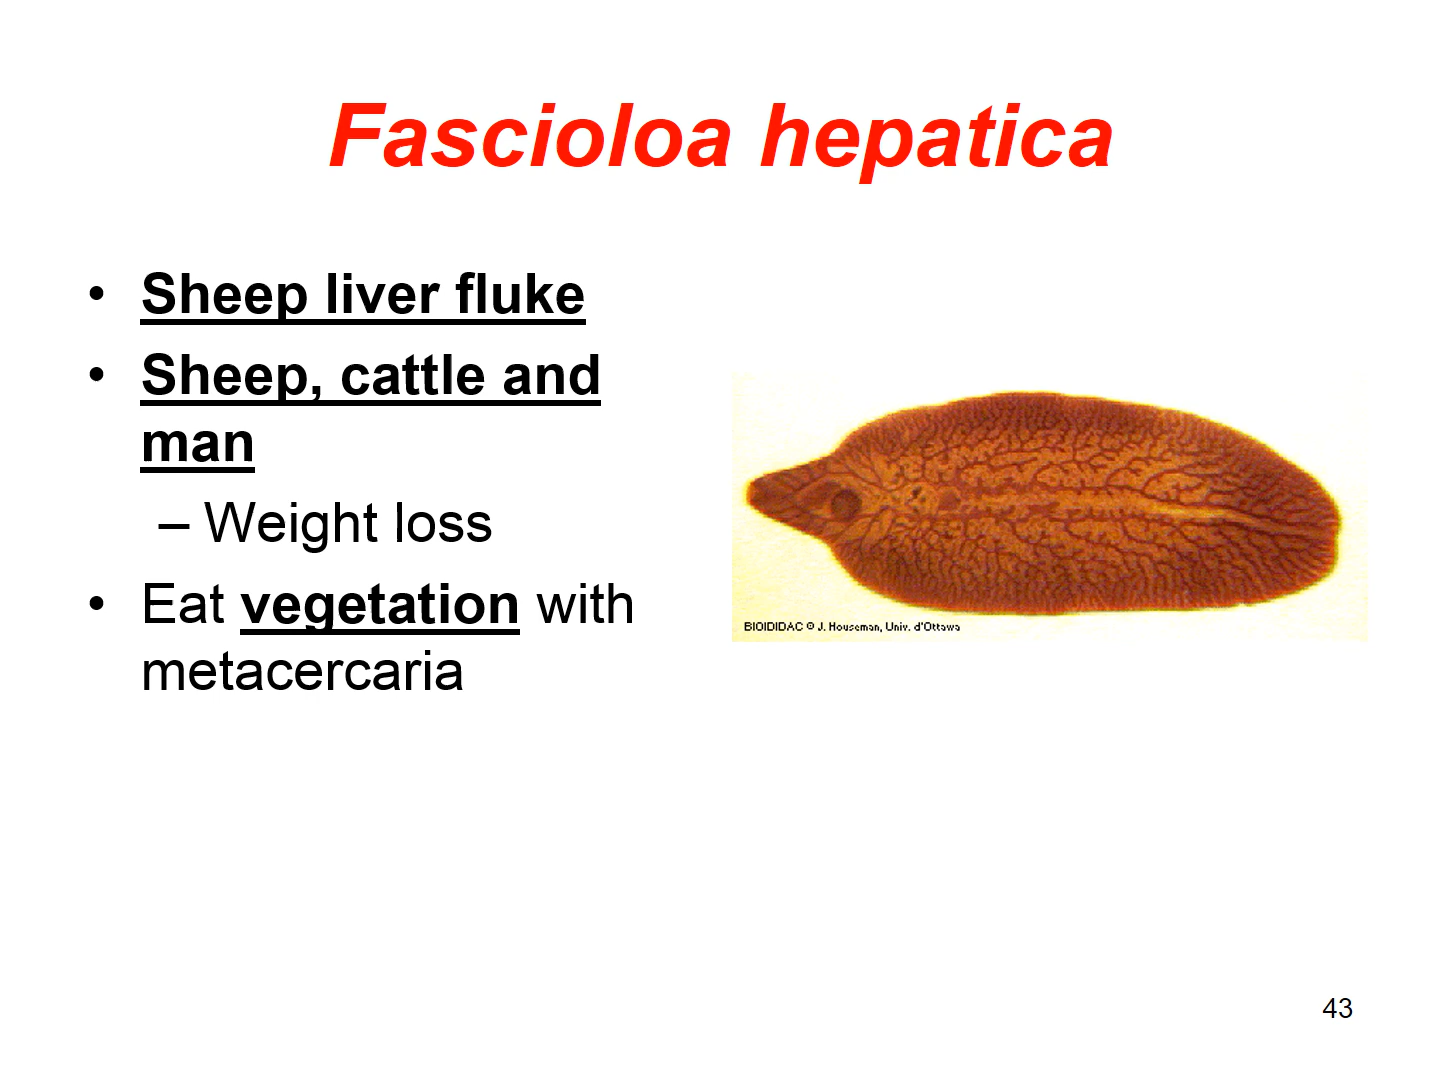 Fascioloa hepatica
• Sheep liver fluke
• Sheep, cattle and
man
– Weight loss
• Eat vegetation with
metacercaria
BIOIDIDAC © J. Houseman, Univ. d'Ottawa
43